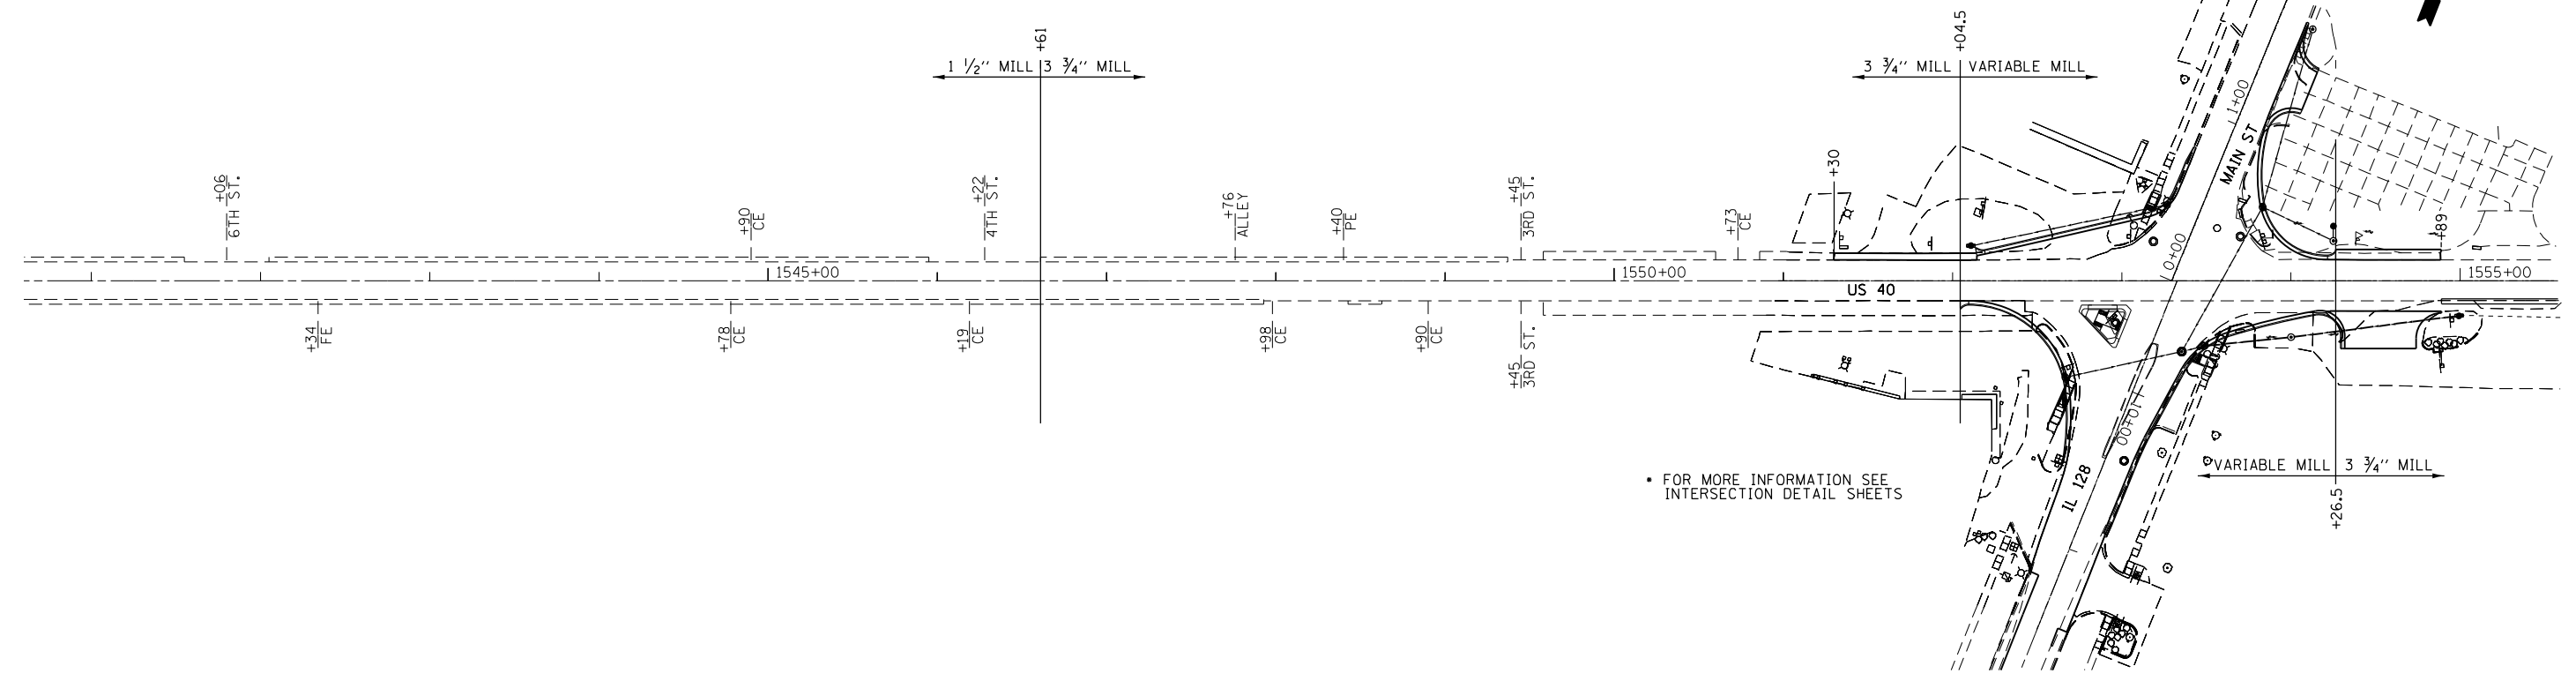 +61
1 ½" MILL 3 ¾" MILL
+04.5
3 ¾" MILL VARIABLE MILL
+06
6TH ST.
+90
CE
+22
4TH ST.
+76
ALLEY
+40
PE
+45
3RD ST.
+73
CE
+30
1+00
MAIN ST
0+00
+89
1545+00
1550+00
1555+00
US 40
+34
FE
+78
CE
+19
CE
+98
CE
+90
CE
+45
3RD ST.
10+00
IL 128
* FOR MORE INFORMATION SEE
INTERSECTION DETAIL SHEETS
VARIABLE MILL 3 ¾" MILL
+26.5